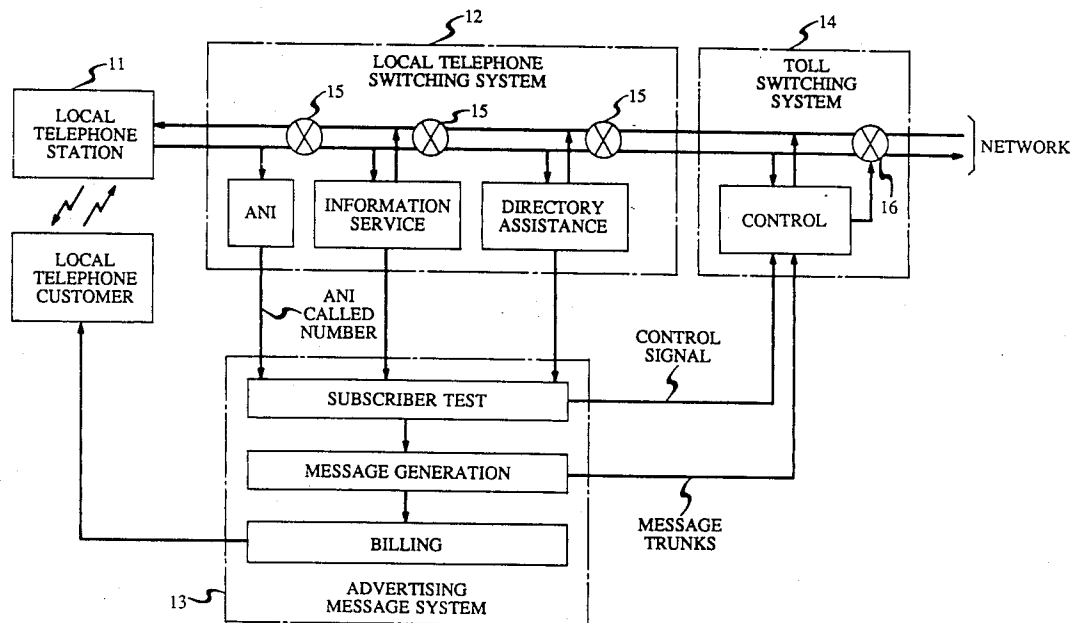 12
LOCAL TELEPHONE
SWITCHING SYSTEM
14
TOLL
SWITCHING
SYSTEM
11
LOCAL
TELEPHONE
STATION
15
15
15
NETWORK
ANI
INFORMATION
SERVICE
DIRECTORY
ASSISTANCE
CONTROL
16
LOCAL
TELEPHONE
CUSTOMER
ANI
CALLED
NUMBER
CONTROL
SIGNAL
SUBSCRIBER TEST
MESSAGE GENERATION
MESSAGE
TRUNKS
BILLING
13
ADVERTISING
MESSAGE SYSTEM